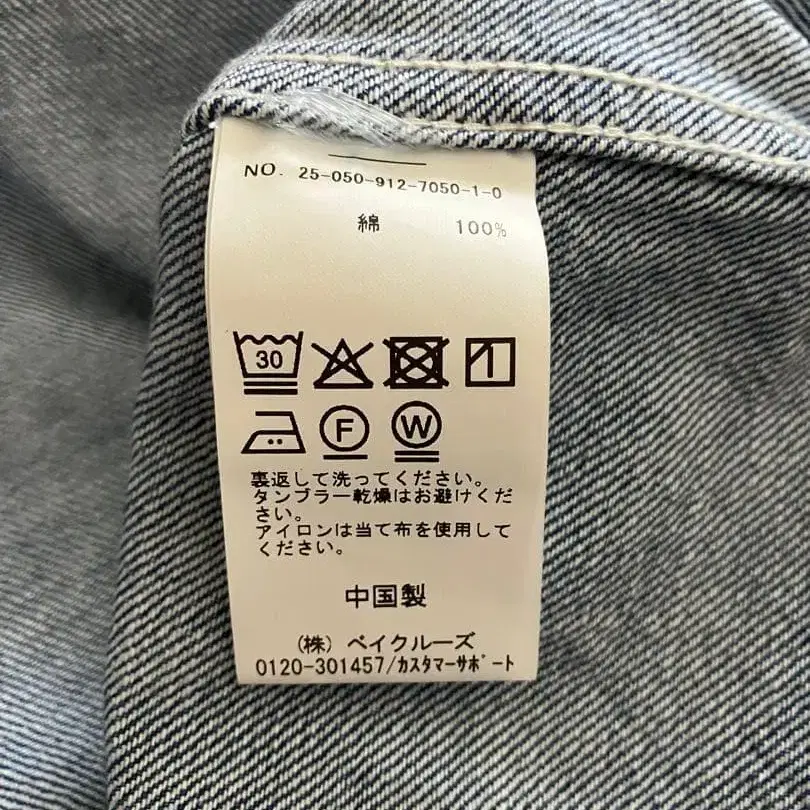 NO. 25-050-912-7050-1-0
綿 100%
30
F W
裏返して洗ってください。
タンブラー乾燥はお避けくだ
さい。
アイロンは当て布を使用して
ください。
中国製
(株) ベイクルーズ
0120-301457/ｶｽﾀﾏｰｻﾎﾟｰﾄ